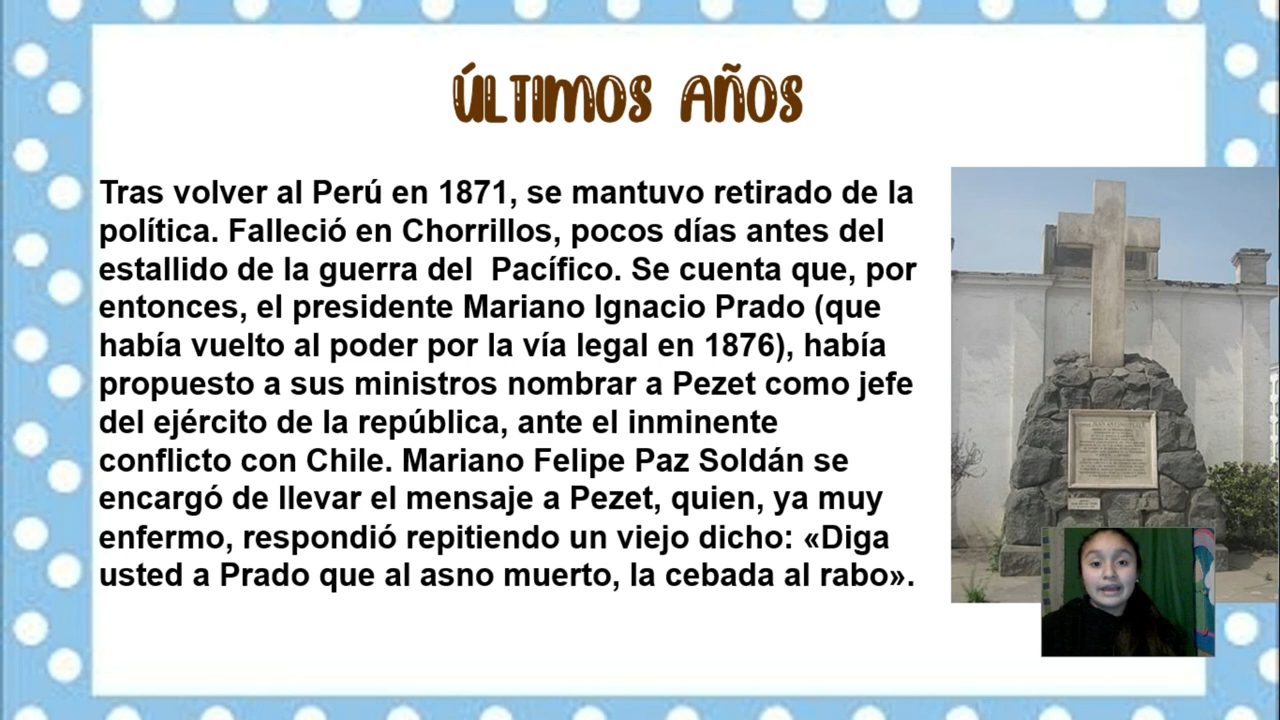 ÚLTIMOS AÑOS
Tras volver al Perú en 1871, se mantuvo retirado de la
política. Falleció en Chorrillos, pocos días antes del
estallido de la guerra del  Pacífico. Se cuenta que, por
entonces, el presidente Mariano Ignacio Prado (que
había vuelto al poder por la vía legal en 1876), había
propuesto a sus ministros nombrar a Pezet como jefe
del ejército de la república, ante el inminente
conflicto con Chile. Mariano Felipe Paz Soldán se
encargó de llevar el mensaje a Pezet, quien, ya muy
enfermo, respondió repitiendo un viejo dicho: «Diga
usted a Prado que al asno muerto, la cebada al rabo».